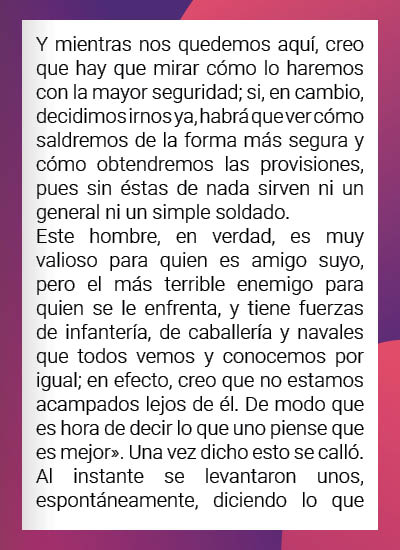 Y mientras nos quedemos aquí, creo
que hay que mirar cómo lo haremos
con la mayor seguridad; si, en cambio,
decidimos irnos ya, habrá que ver cómo
saldremos de la forma más segura y
cómo obtendremos las provisiones,
pues sin éstas de nada sirven ni un
general ni un simple soldado.
Este hombre, en verdad, es muy
valioso para quien es amigo suyo,
pero el más terrible enemigo para
quien se le enfrenta, y tiene fuerzas
de infantería, de caballería y navales
que todos vemos y conocemos por
igual; en efecto, creo que no estamos
acampados lejos de él. De modo que
es hora de decir lo que uno piense que
es mejor». Una vez dicho esto se calló.
Al instante se levantaron unos,
espontáneamente, diciendo lo que